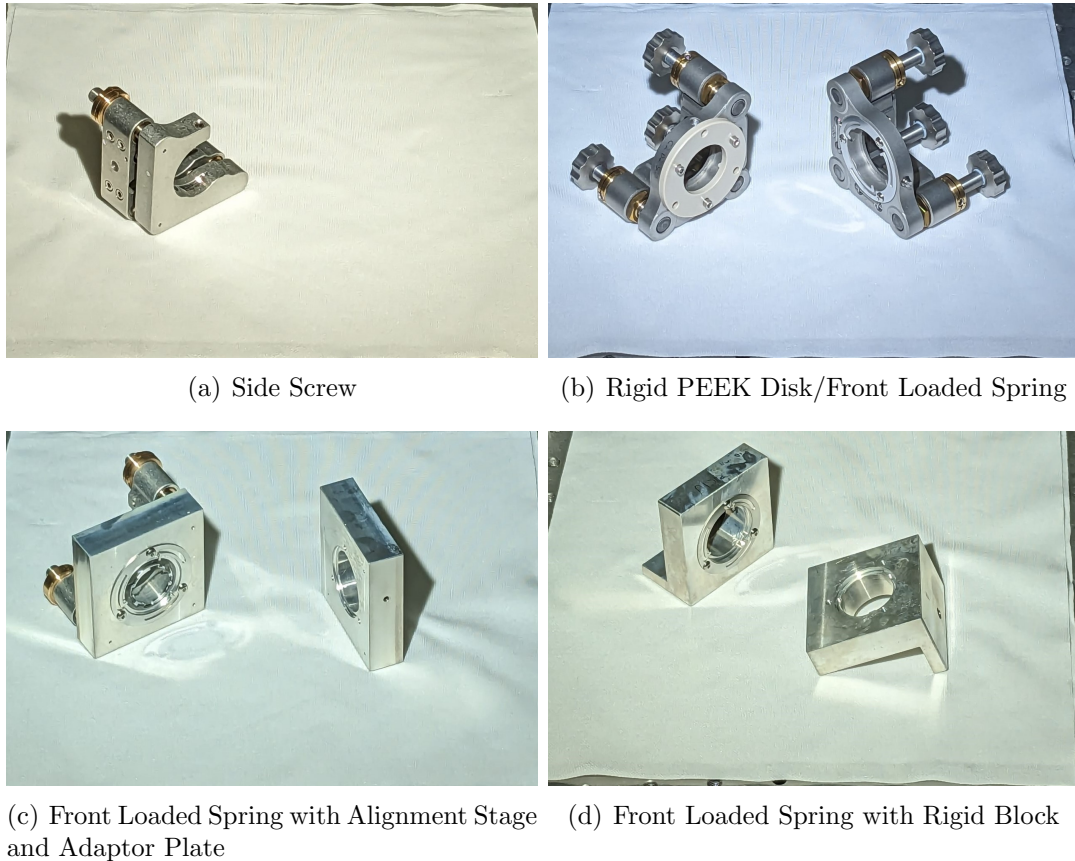 (a) Side Screw
(b) Rigid PEEK Disk/Front Loaded Spring
(c) Front Loaded Spring with Alignment Stage
and Adaptor Plate
(d) Front Loaded Spring with Rigid Block